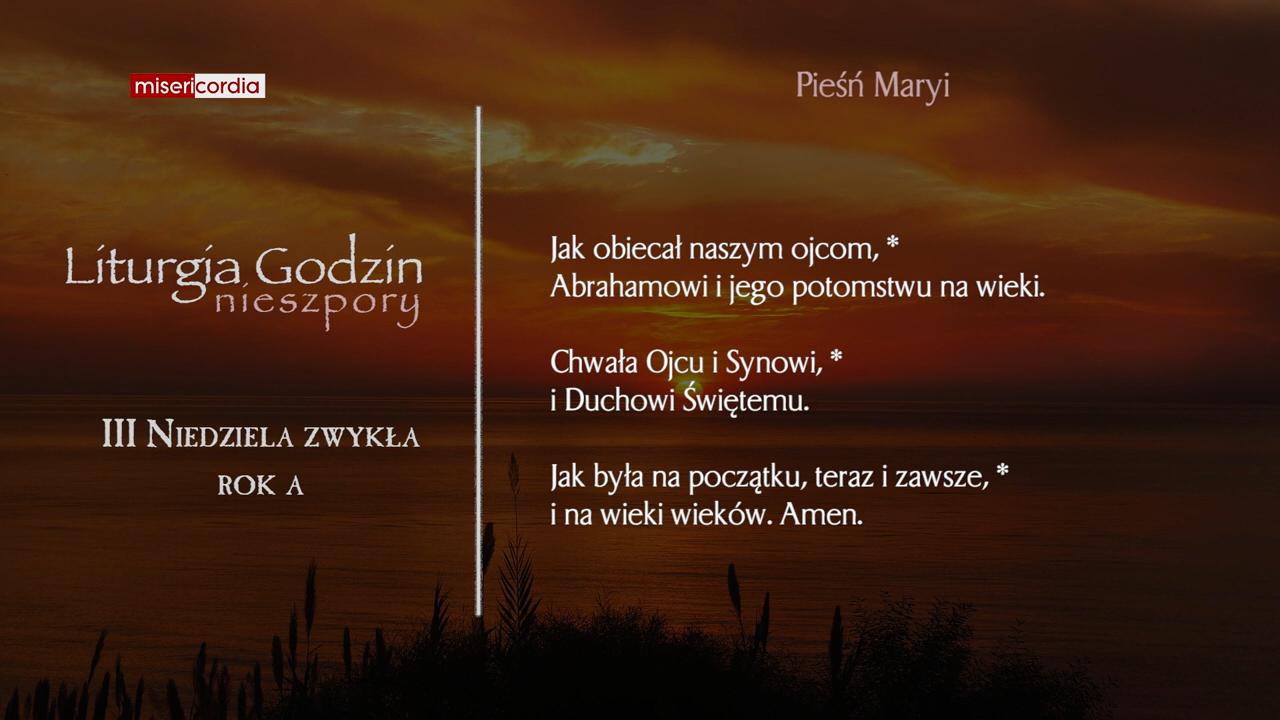 misericordia
Pieśń Maryi
Liturgia Godzin
nieszpory
III Niedziela zwykła
rok a
Jak obiecał naszym ojcom, *
Abrahamowi i jego potomstwu na wieki.
Chwała Ojcu i Synowi, *
i Duchowi Świętemu.
Jak była na początku, teraz i zawsze, *
i na wieki wieków. Amen.